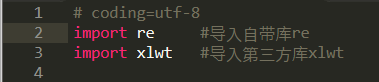 1 # coding=utf-8
2 import re #导入自带库re
3 import xlwt #导入第三方库xlwt